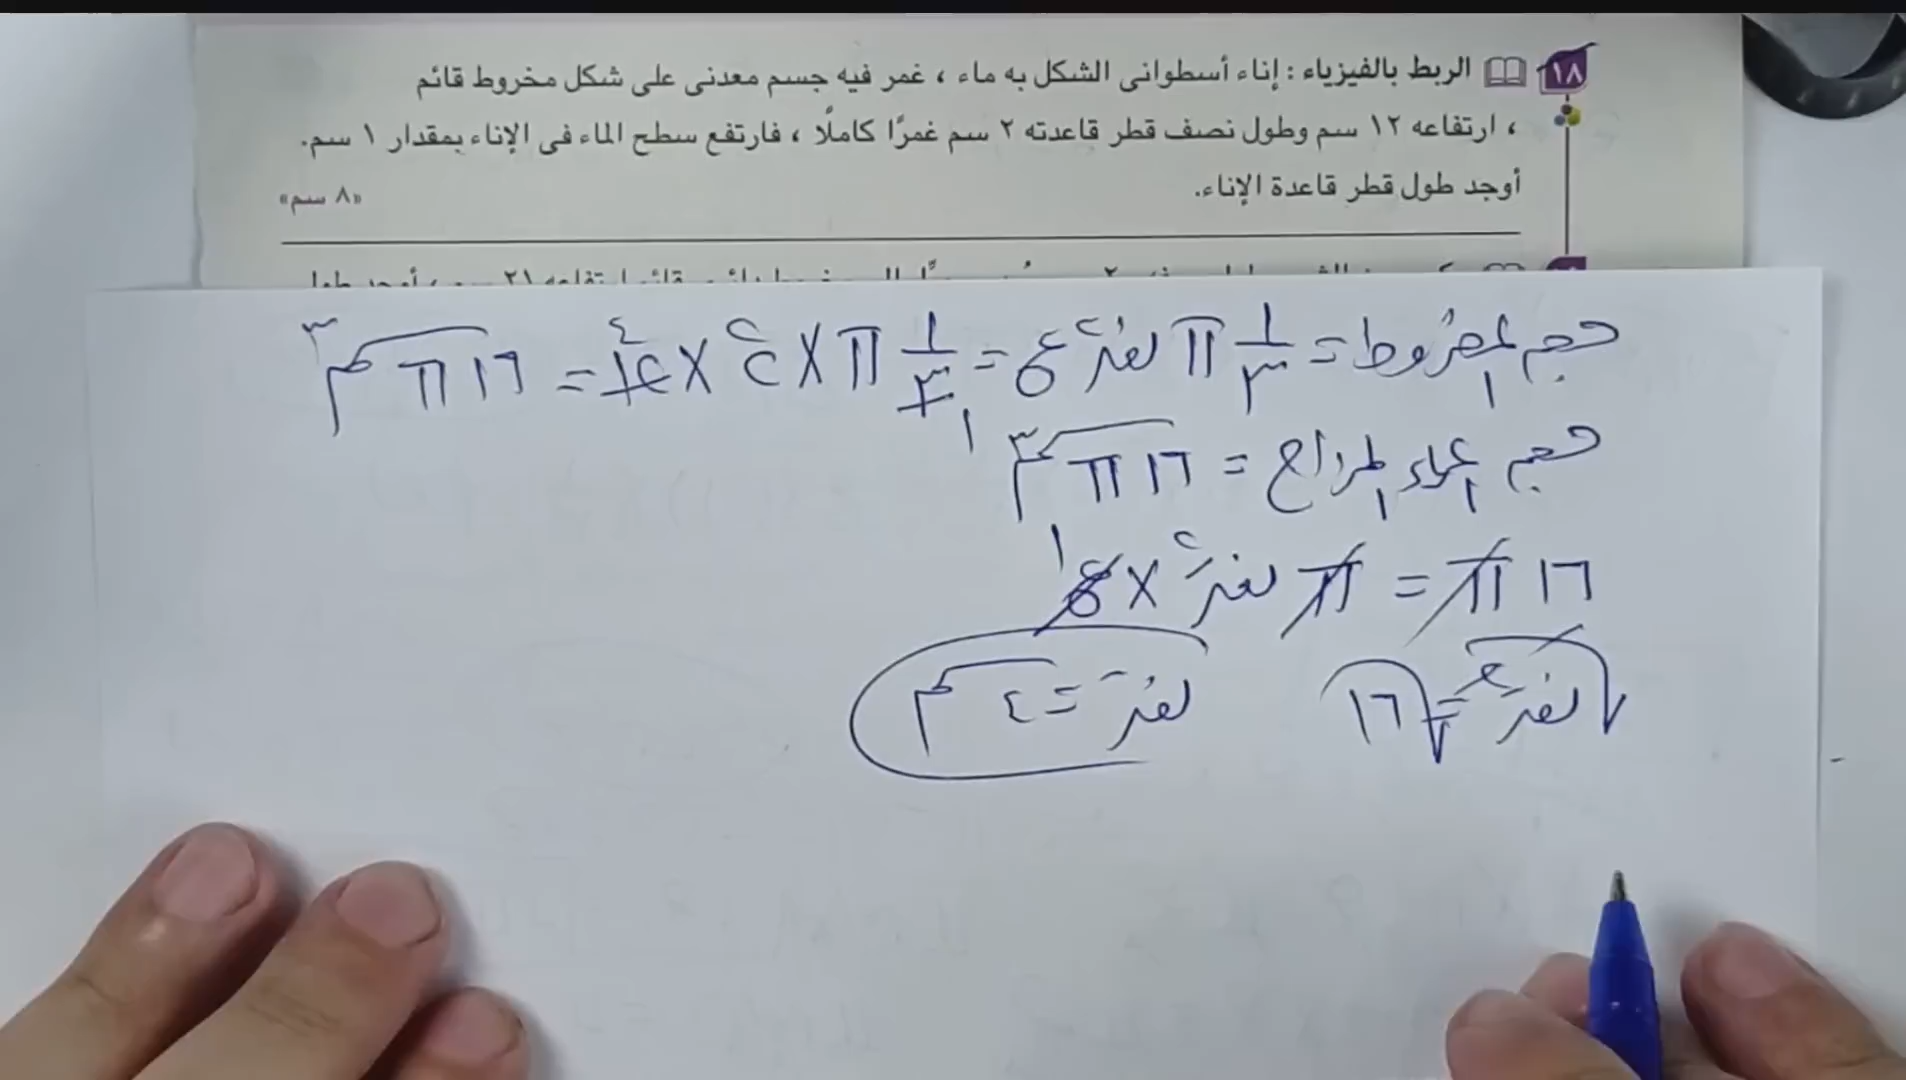 ١٨ الربط بالفيزياء : إناء أسطوانى الشكل به ماء ، غمر فيه جسم معدنى على شكل مخروط قائم
، ارتفاعه ١٢ سم وطول نصف قطر قاعدته ٢ سم غمرًا كاملًا ، فارتفع سطح الماء فى الإناء بمقدار ١ سم.
أوجد طول قطر قاعدة الإناء. «٨ سم»
حجم المخروط = ١/٣ π نق٢ ع = ١/٣ π × ٢٢ × ١٢ = ١٦ π سم٣
حجم الماء المزاح = ١٦ π سم٣
١٦ π = π نق٢ × ع ١
نق٢ = ١٦ نق = ٤ سم